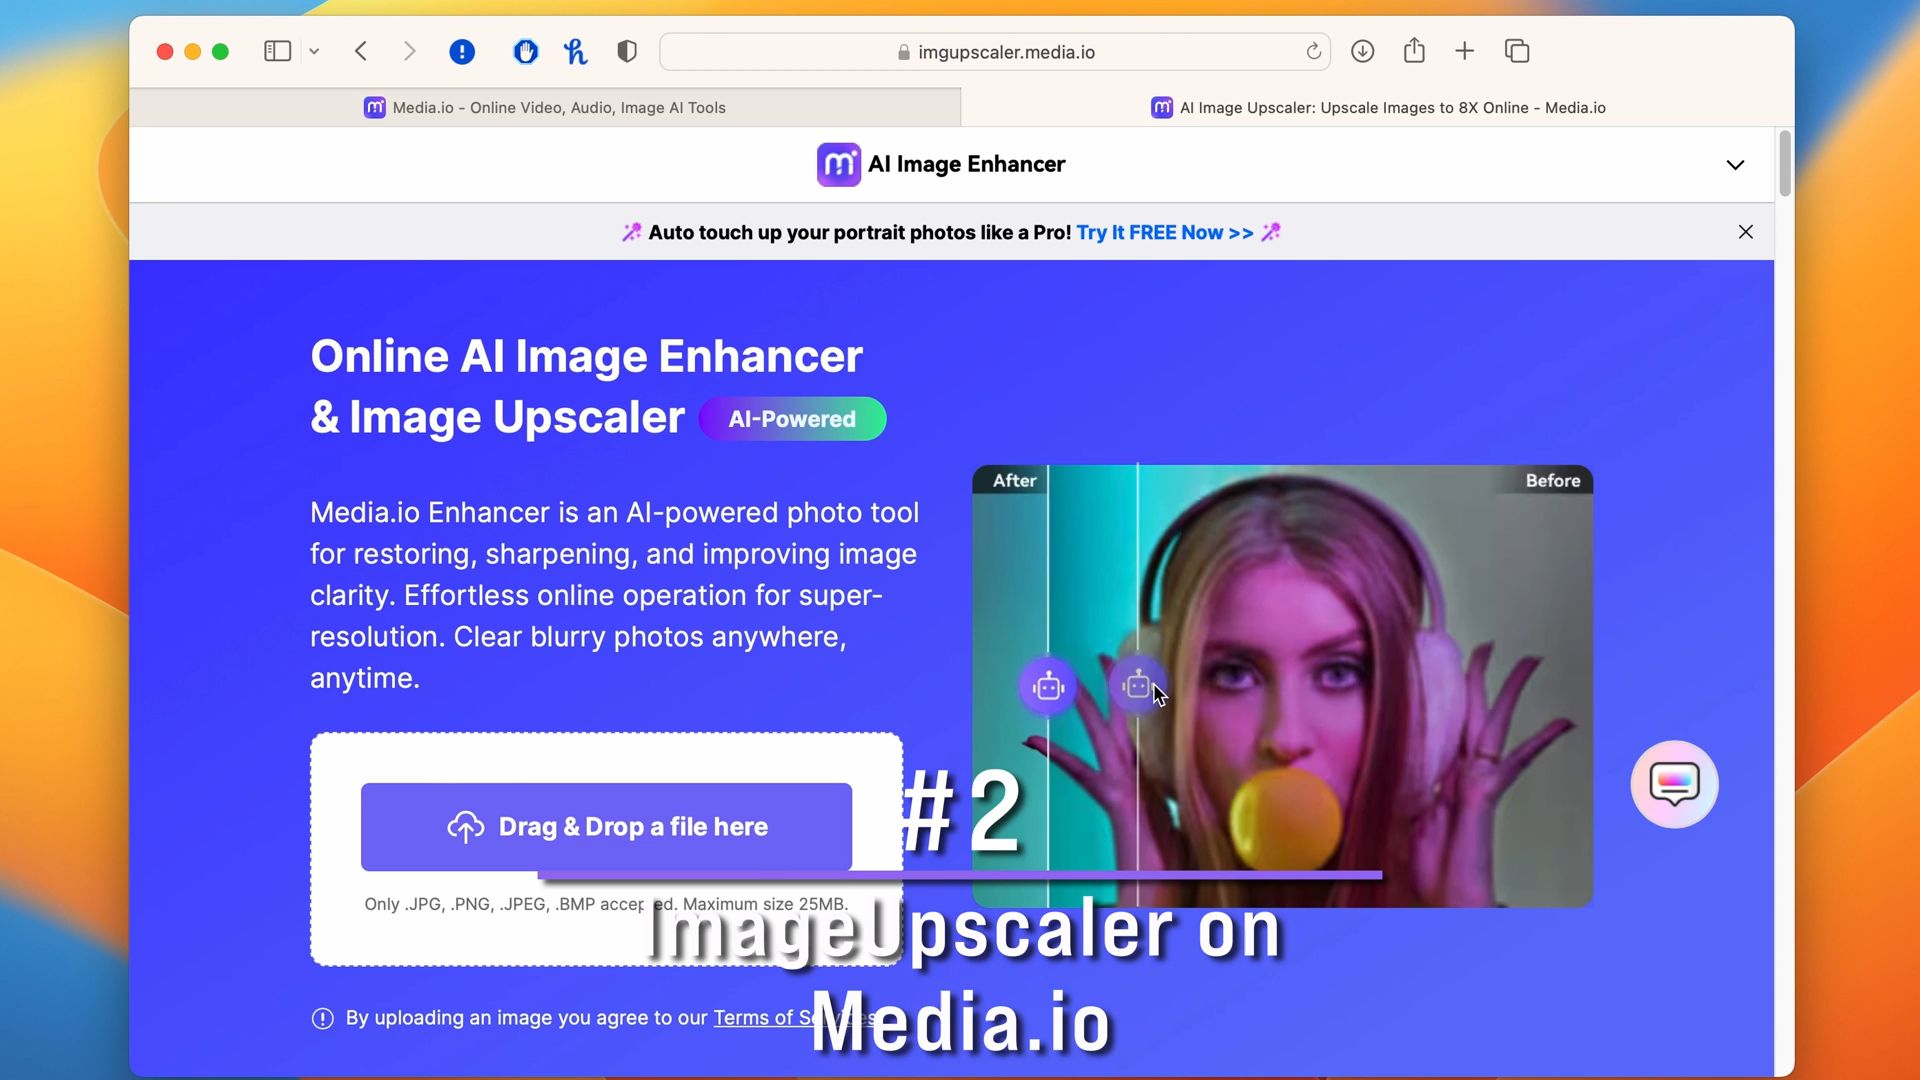 imgupscaler.media.io
Media.io - Online Video, Audio, Image AI Tools
AI Image Upscaler: Upscale Images to 8X Online - Media.io
AI Image Enhancer
Auto touch up your portrait photos like a Pro! Try It FREE Now >>
Online AI Image Enhancer
& Image Upscaler AI-Powered
Media.io Enhancer is an AI-powered photo tool
for restoring, sharpening, and improving image
clarity. Effortless online operation for super-
resolution. Clear blurry photos anywhere,
anytime.
After
Before
Drag & Drop a file here
Only .JPG, .PNG, .JPEG, .BMP accepted. Maximum size 25MB.
By uploading an image you agree to our Terms of Services
#2
ImageUpscaler on
Media.io